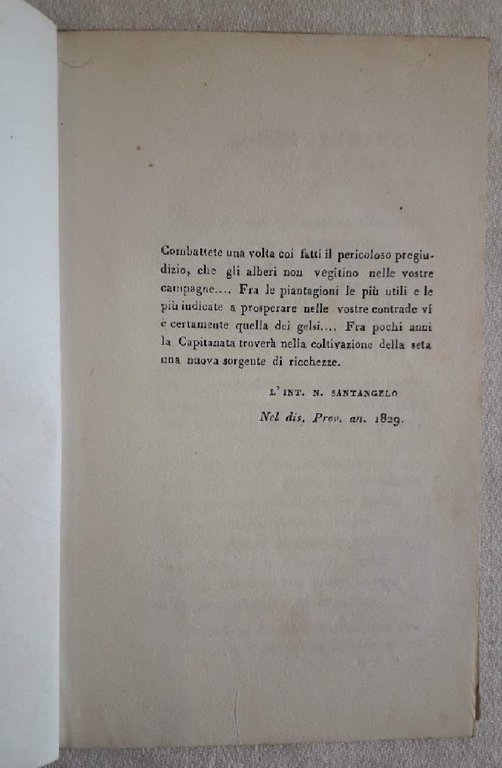 Combattete una volta coi fatti il pericoloso pregiu-
dizio, che gli alberi non vegitino nelle vostre
campagne.... Fra le piantagioni le più utili e le
più indicate a prosperare nelle vostre contrade vi
è certamente quella dei gelsi.... Fra pochi anni
la Capitanata troverà nella coltivazione della seta
una nuova sorgente di ricchezze.
L'INT. N. SANTANGELO
Nel dis. Prov. an. 1829.